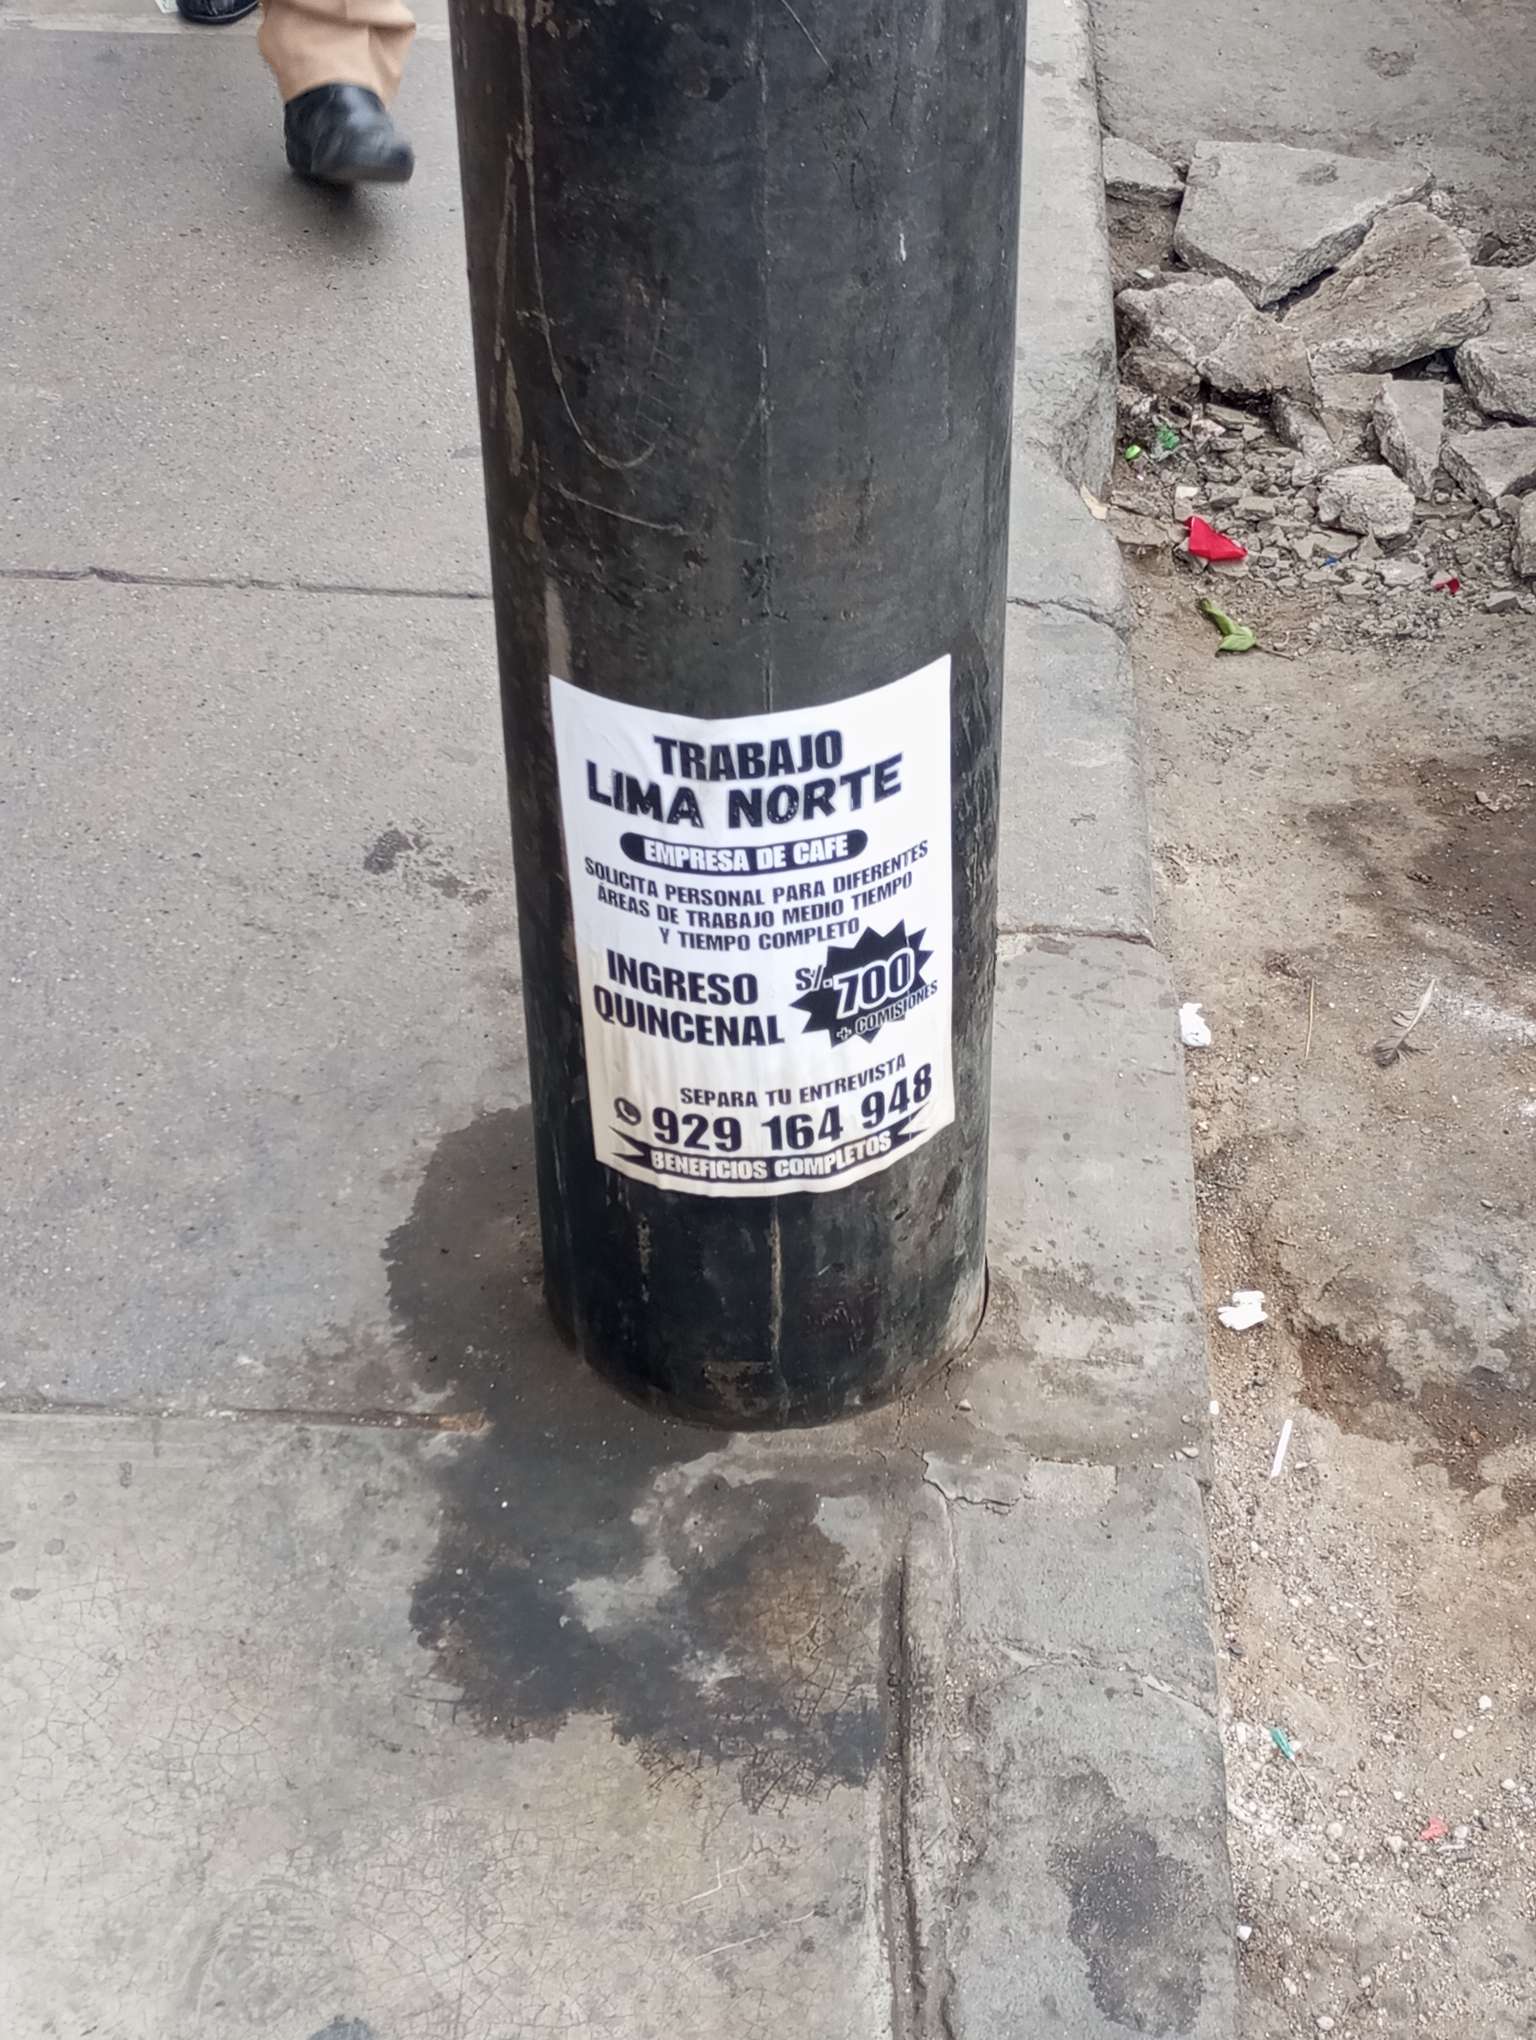 TRABAJO
LIMA NORTE
EMPRESA DE CAFE
SOLICITA PERSONAL PARA DIFERENTES
ÁREAS DE TRABAJO MEDIO TIEMPO
Y TIEMPO COMPLETO
INGRESO
QUINCENAL
S/. 700
+ COMISIONES
SEPARA TU ENTREVISTA
929 164 948
BENEFICIOS COMPLETOS